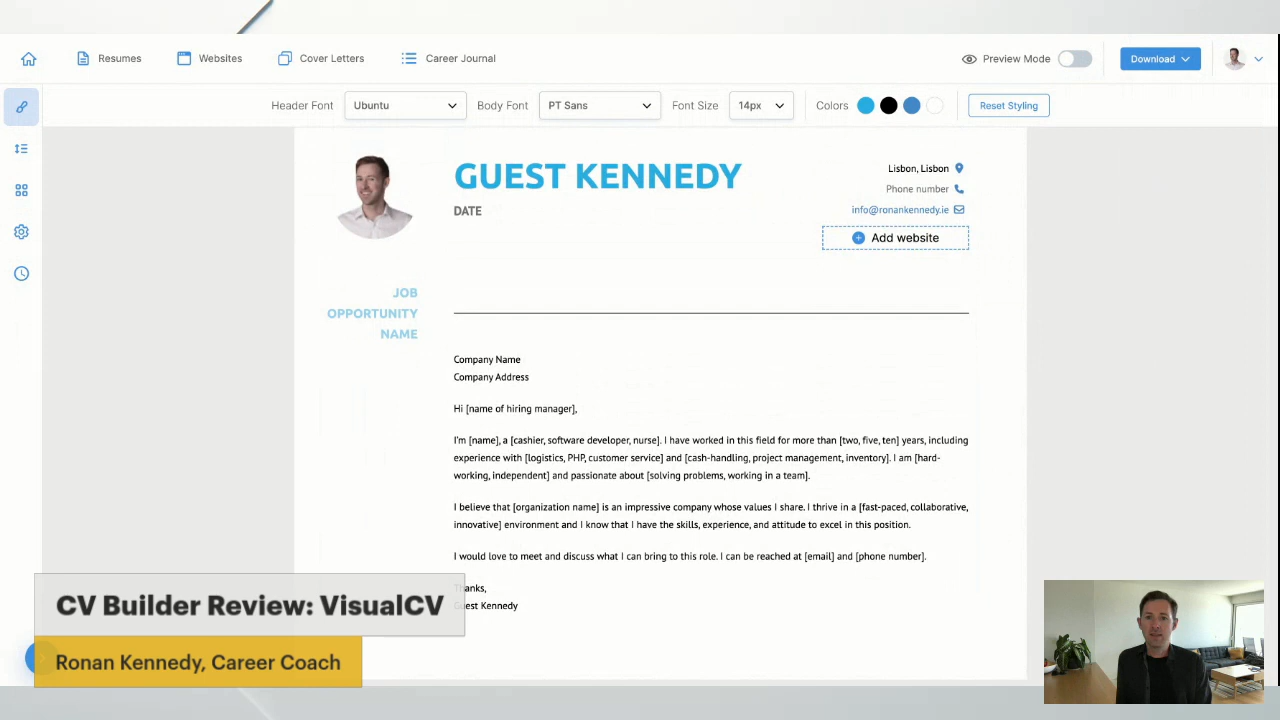 Resumes
Websites
Cover Letters
Career Journal
Preview Mode
Download
Header Font
Ubuntu
Body Font
PT Sans
Font Size
14px
Colors
Reset Styling
GUEST KENNEDY
DATE
Lisbon, Lisbon
Phone number
info@ronankennedy.ie
Add website
JOB
OPPORTUNITY
NAME
Company Name
Company Address
Hi [name of hiring manager],
I'm [name], a [cashier, software developer, nurse]. I have worked in this field for more than [two, five, ten] years, including
experience with [logistics, PHP, customer service] and [cash-handling, project management, inventory]. I am [hard-
working, independent] and passionate about [solving problems, working in a team].
I believe that [organization name] is an impressive company whose values I share. I thrive in a [fast-paced, collaborative,
innovative] environment and I know that I have the skills, experience, and attitude to excel in this position.
I would love to meet and discuss what I can bring to this role. I can be reached at [email] and [phone number].
Thanks,
Guest Kennedy
CV Builder Review: VisualCV
Ronan Kennedy, Career Coach